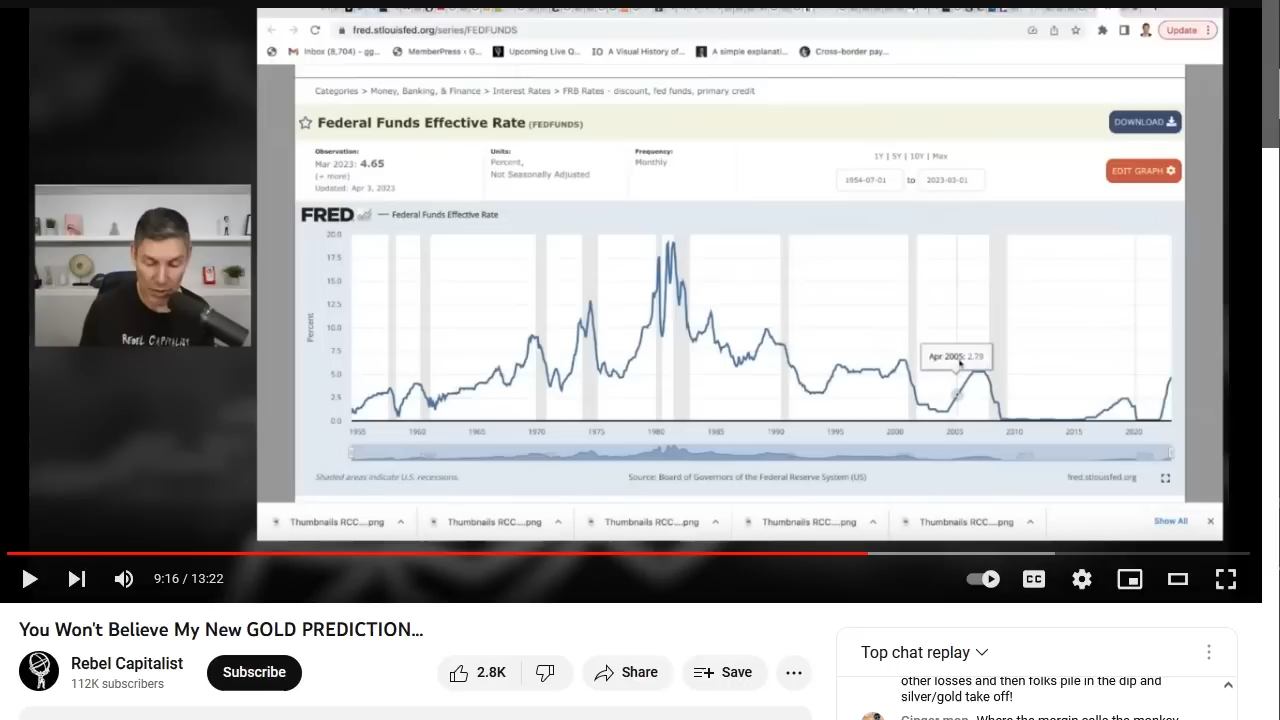 fred.stlouisfed.org/series/FEDFUNDS
Update
Inbox (8,704) - gg...
MemberPress ‹ G...
Upcoming Live Q...
IO A Visual History of...
A simple explanati...
Cross-border pay...
Categories > Money, Banking, & Finance > Interest Rates > FRB Rates - discount, fed funds, primary credit
Federal Funds Effective Rate (FEDFUNDS)
DOWNLOAD
Observation:
Mar 2023: 4.65
(+ more)
Updated: Apr 3, 2023
Units:
Percent,
Not Seasonally Adjusted
Frequency:
Monthly
1Y | 5Y | 10Y | Max
1954-07-01 to 2023-03-01
EDIT GRAPH
FRED
— Federal Funds Effective Rate
20.0
17.5
15.0
12.5
10.0
7.5
5.0
2.5
0.0
Percent
Apr 2005: 2.79
1955 1960 1965 1970 1975 1980 1985 1990 1995 2000 2005 2010 2015 2020
Shaded areas indicate U.S. recessions.
Source: Board of Governors of the Federal Reserve System (US)
fred.stlouisfed.org
REBEL CAPITALIST
Thumbnails RCC....png
Thumbnails RCC....png
Thumbnails RCC....png
Thumbnails RCC....png
Thumbnails RCC....png
Show All
9:16 / 13:22
CC
You Won't Believe My New GOLD PREDICTION...
Rebel Capitalist
112K subscribers
Subscribe
2.8K
Share
Save
Top chat replay
other losses and then folks pile in the dip and
silver/gold take off!